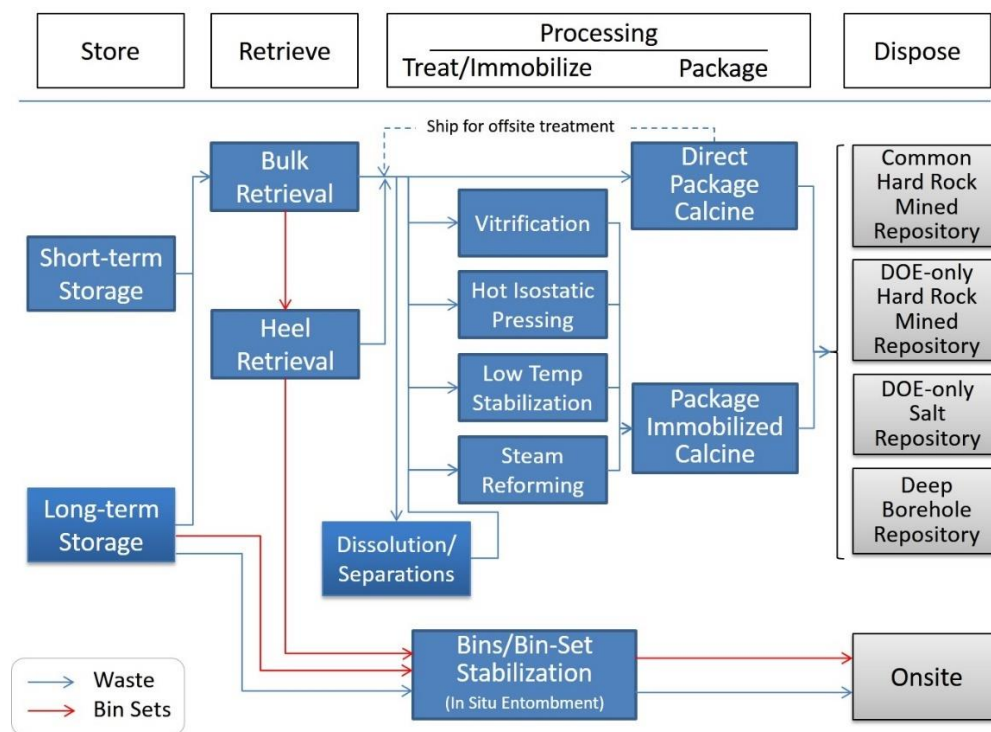 Store
Retrieve
Processing
Treat/Immobilize
Package
Dispose
Ship for offsite treatment
Bulk
Retrieval
Direct
Package
Calcine
Common
Hard Rock
Mined
Repository
Vitrification
Short-term
Storage
Hot Isostatic
Pressing
DOE-only
Hard Rock
Mined
Repository
Heel
Retrieval
Low Temp
Stabilization
Package
Immobilized
Calcine
DOE-only
Salt
Repository
Steam
Reforming
Deep
Borehole
Repository
Long-term
Storage
Dissolution/
Separations
Bins/Bin-Set
Stabilization
(In Situ Entombment)
Onsite
Waste
Bin Sets